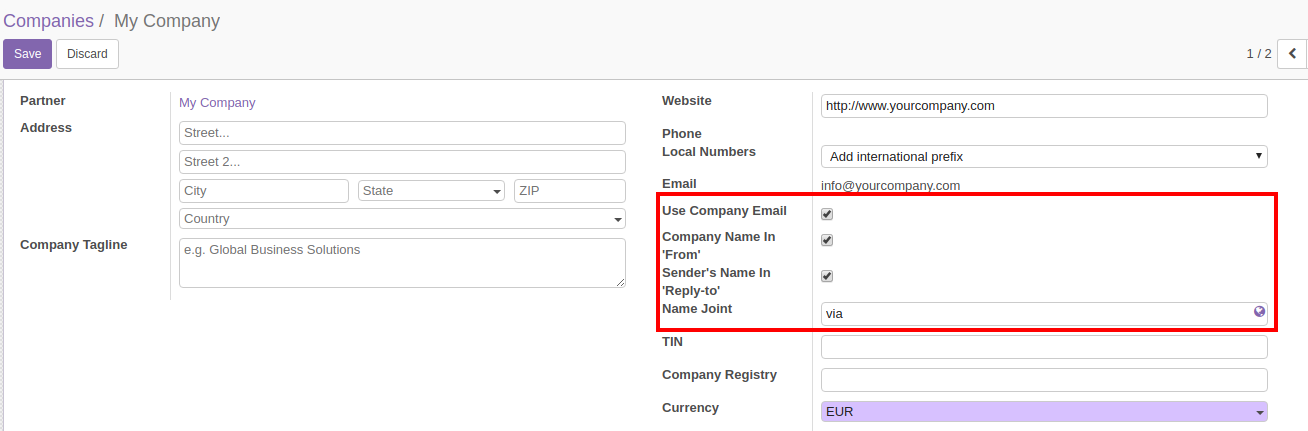 Companies / My Company
Save Discard
1 / 2
Partner
My Company
Address
Street...
Street 2...
City
State
ZIP
Country
Company Tagline
e.g. Global Business Solutions
Website
http://www.yourcompany.com
Phone
Local Numbers
Add international prefix
Email
info@yourcompany.com
Use Company Email
Company Name In
'From'
Sender's Name In
'Reply-to'
Name Joint
via
TIN
Company Registry
Currency
EUR